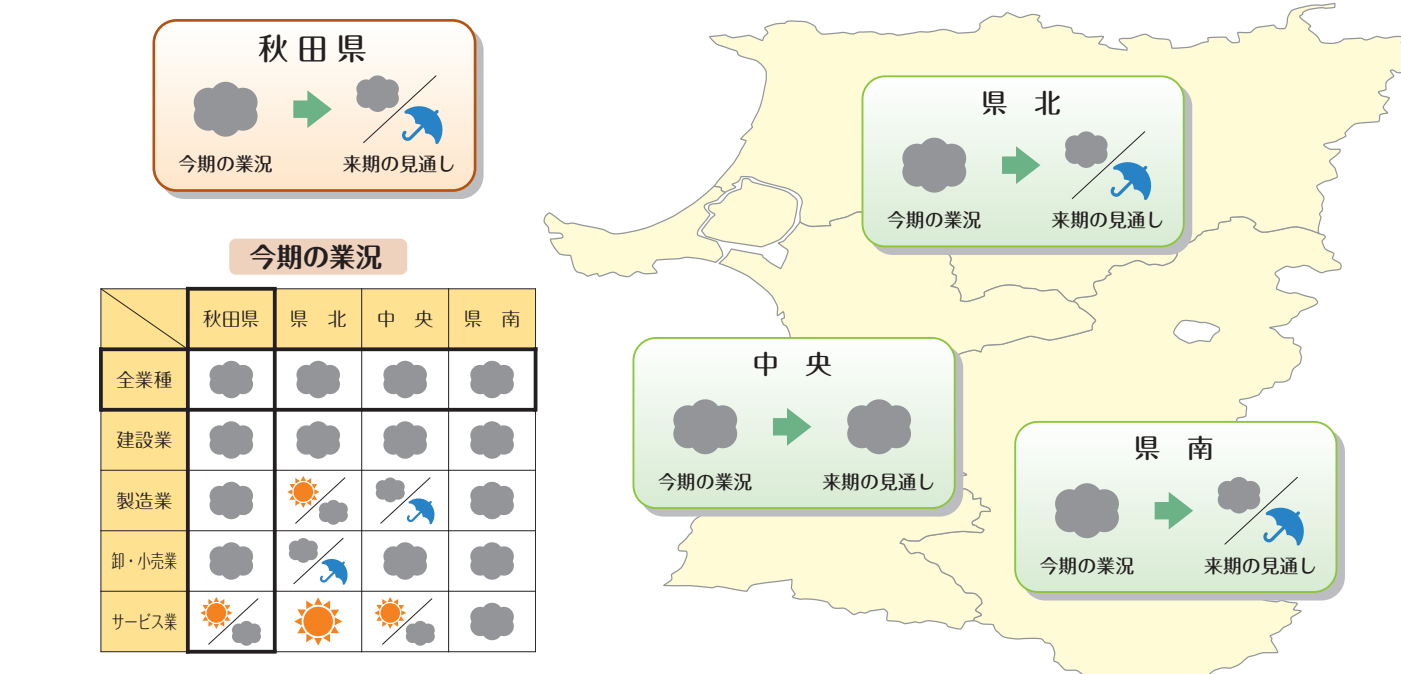 秋田県
今期の業況
来期の見通し
今期の業況
秋田県 県 北 中 央 県 南
全業種
建設業
製造業
卸・小売業
サービス業
県 北
今期の業況
来期の見通し
中 央
今期の業況
来期の見通し
県 南
今期の業況
来期の見通し